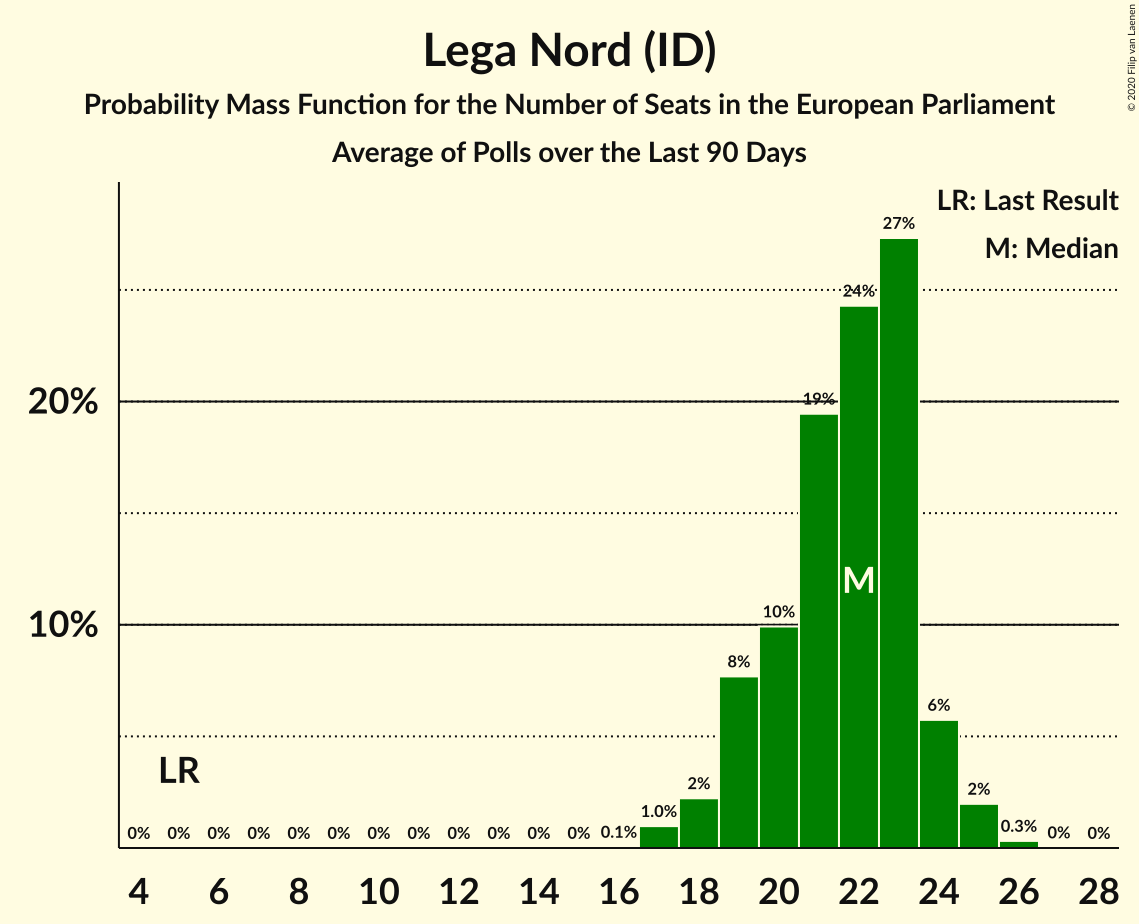 Lega Nord (ID)
Probability Mass Function for the Number of Seats in the European Parliament
Average of Polls over the Last 90 Days
© 2020 Filip van Laenen
LR: Last Result
M: Median
27%
24%
20%
19%
M
10%
10%
8%
6%
LR
2%
2%
1.0%
0% 0% 0% 0% 0% 0% 0% 0% 0% 0% 0% 0% 0.1% 0.3% 0% 0%
4 6 8 10 12 14 16 18 20 22 24 26 28